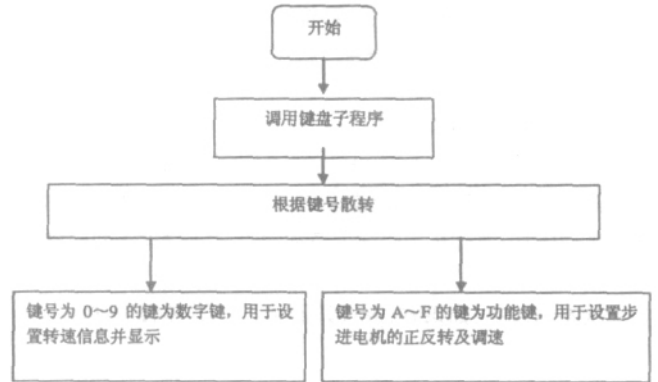 开始
调用键盘子程序
根据键号散转
键号为 0～9 的键为数字键，用于设
置转速信息并显示
键号为 A～F 的键为功能键，用于设置步
进电机的正反转及调速